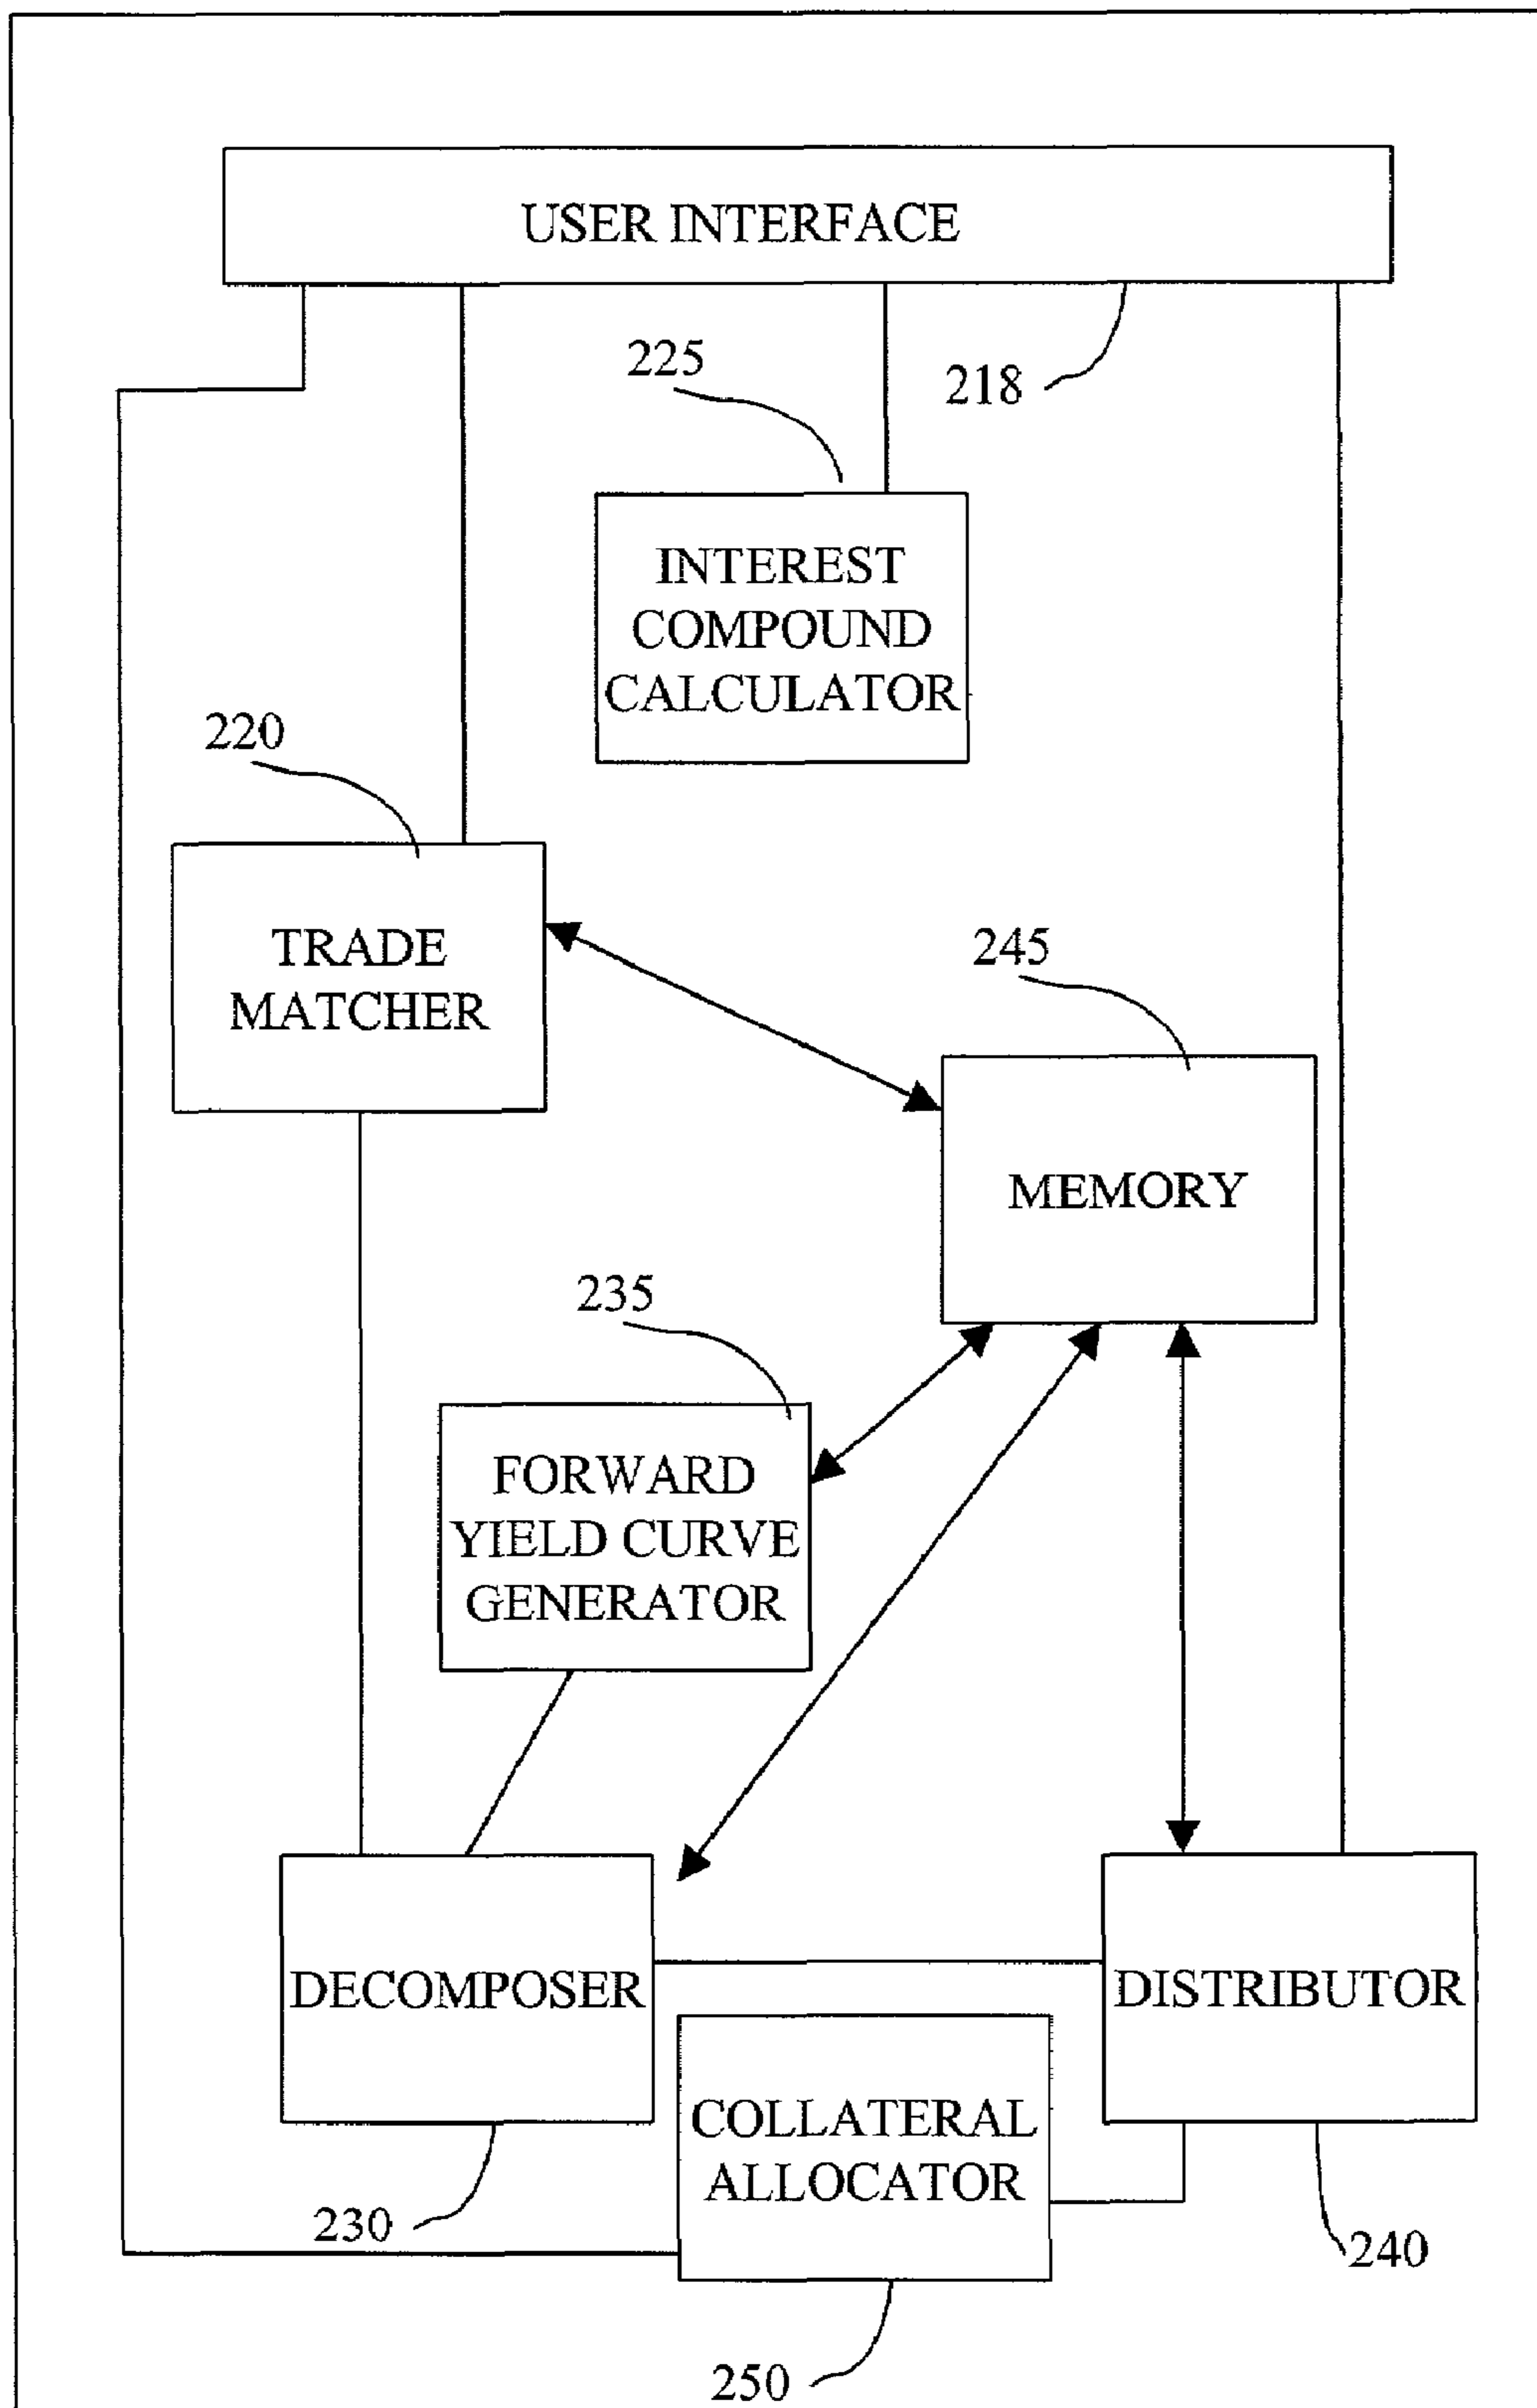 USER INTERFACE
225
218
INTEREST
COMPOUND
CALCULATOR
220
TRADE
MATCHER
245
MEMORY
235
FORWARD
YIELD CURVE
GENERATOR
DECOMPOSER
DISTRIBUTOR
COLLATERAL
ALLOCATOR
230
240
250